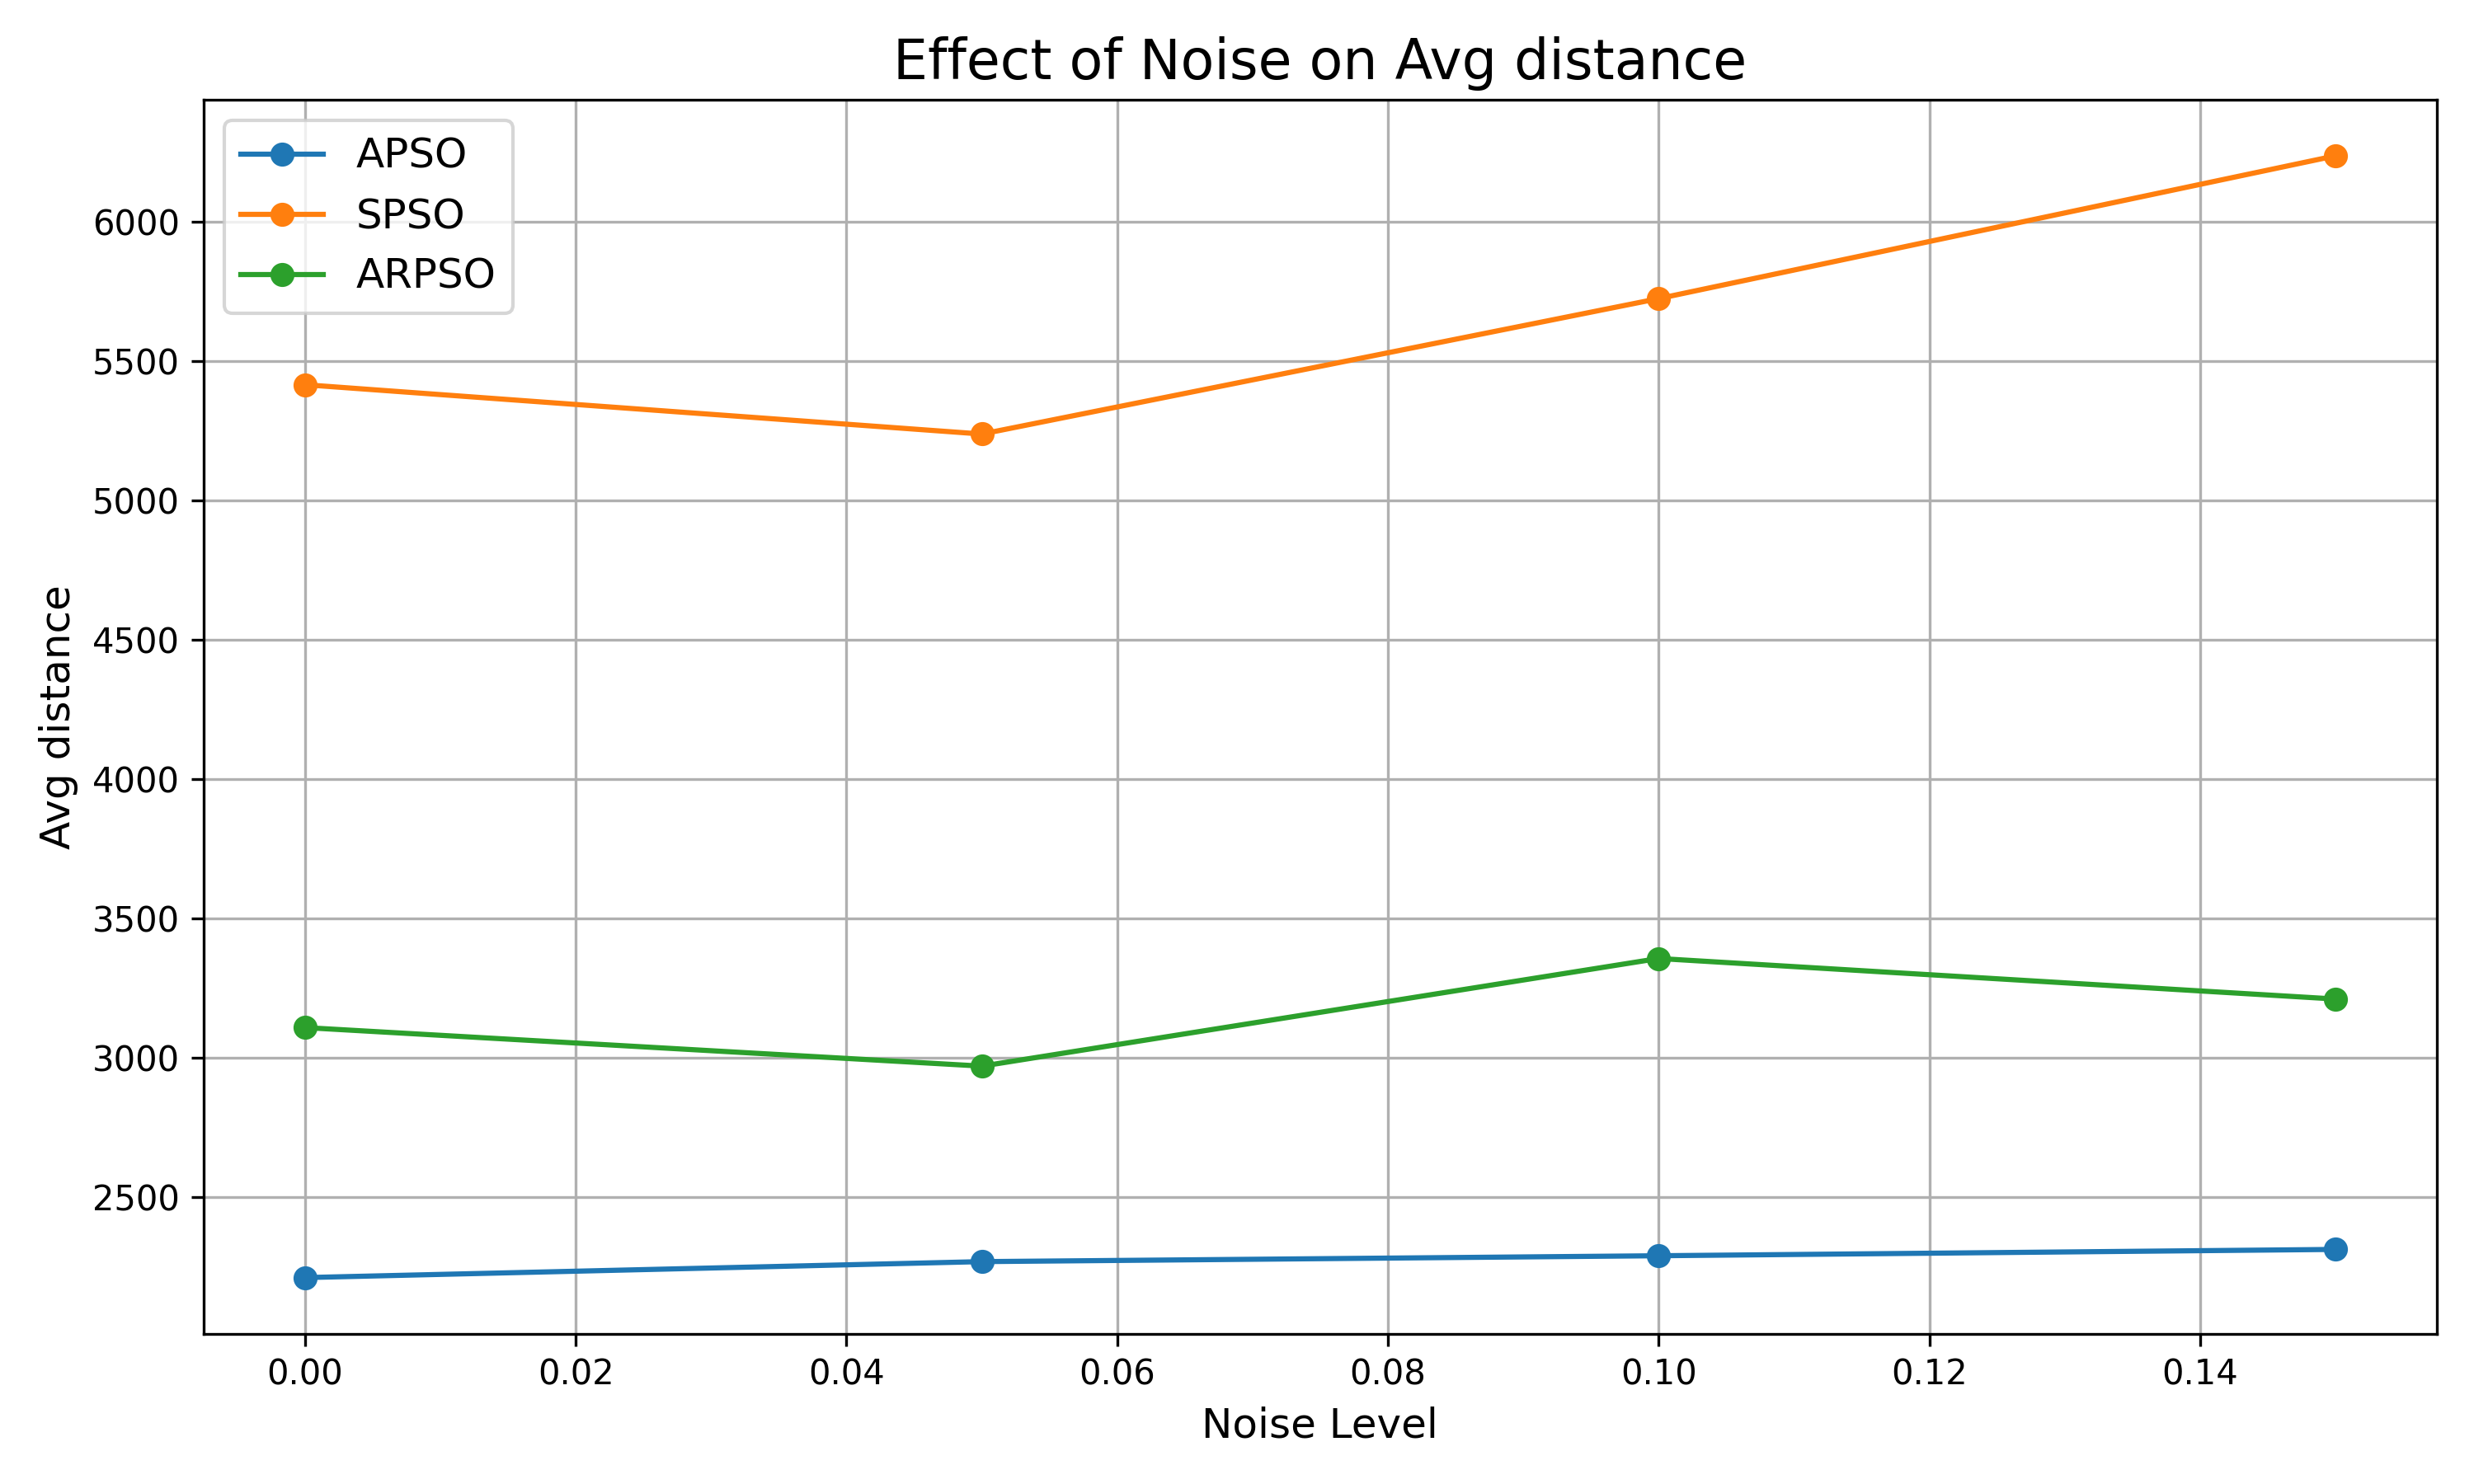 Effect of Noise on Avg distance
APSO
SPSO
ARPSO
6000
5500
5000
4500
4000
3500
3000
2500
Avg distance
0.00 0.02 0.04 0.06 0.08 0.10 0.12 0.14
Noise Level